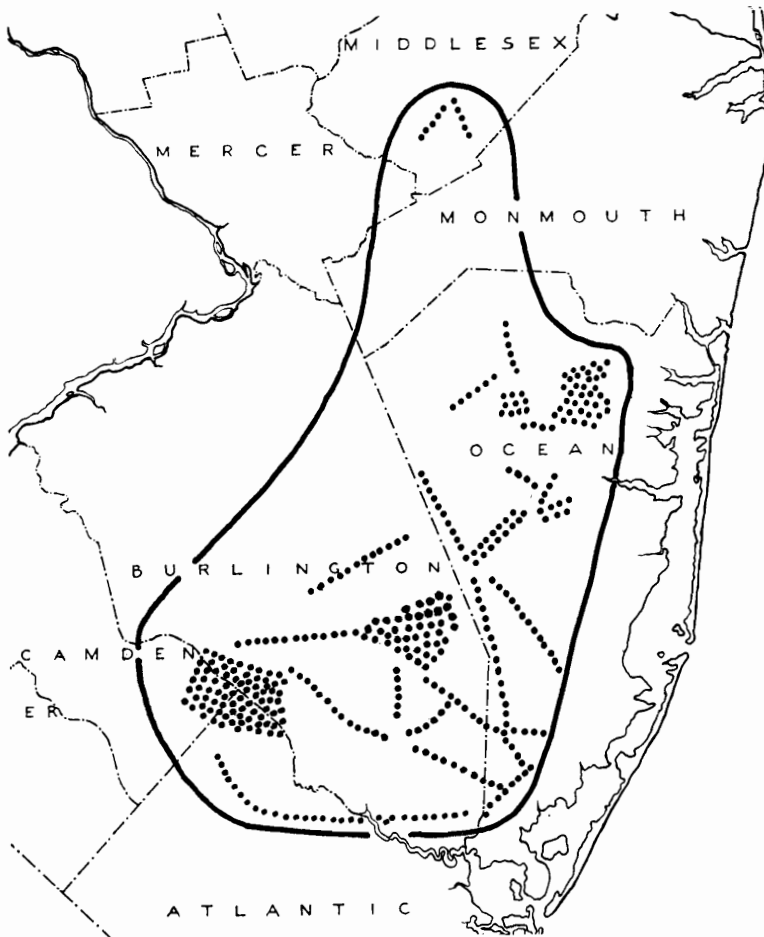 MIDDLESEX
MERCER
MONMOUTH
OCEAN
BURLINGTON
CAMDEN
ER
ATLANTIC